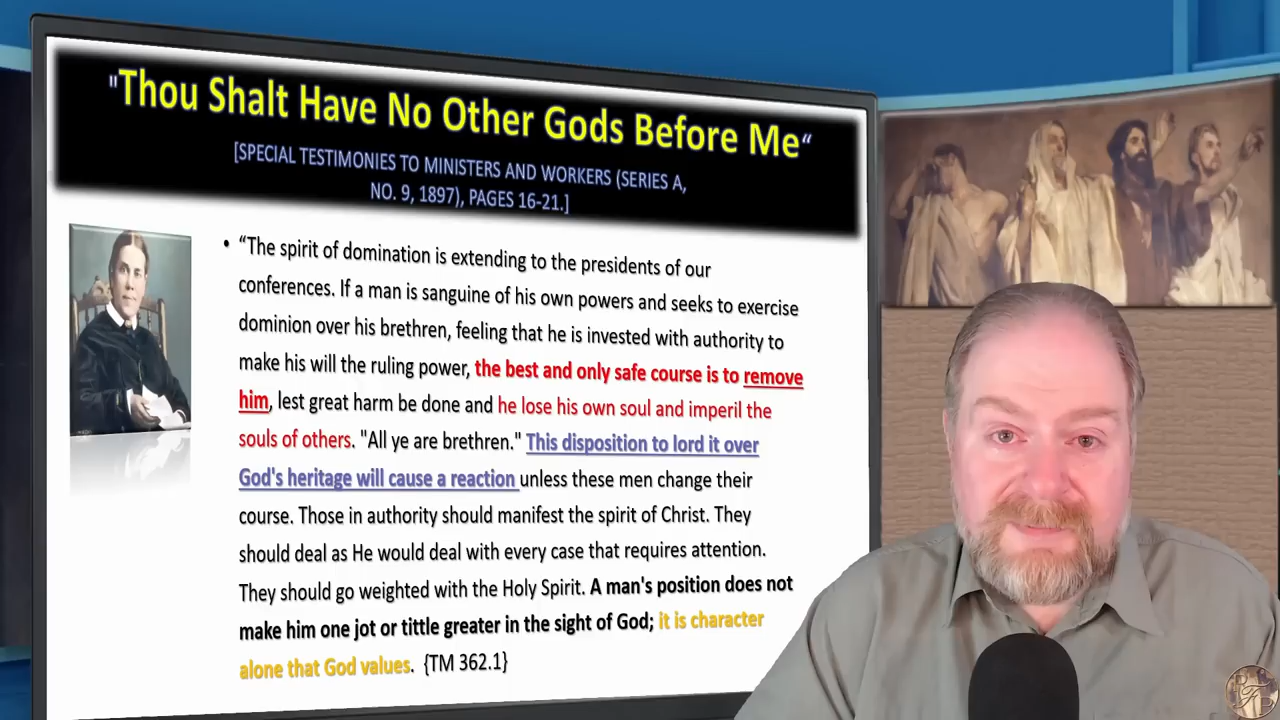 "Thou Shalt Have No Other Gods Before Me“
[SPECIAL TESTIMONIES TO MINISTERS AND WORKERS (SERIES A,
NO. 9, 1897), PAGES 16-21.]
• “The spirit of domination is extending to the presidents of our
conferences. If a man is sanguine of his own powers and seeks to exercise
dominion over his brethren, feeling that he is invested with authority to
make his will the ruling power, the best and only safe course is to remove
him, lest great harm be done and he lose his own soul and imperil the
souls of others. "All ye are brethren." This disposition to lord it over
God's heritage will cause a reaction unless these men change their
course. Those in authority should manifest the spirit of Christ. They
should deal as He would deal with every case that requires attention.
They should go weighted with the Holy Spirit. A man's position does not
make him one jot or tittle greater in the sight of God; it is character
alone that God values. {TM 362.1}